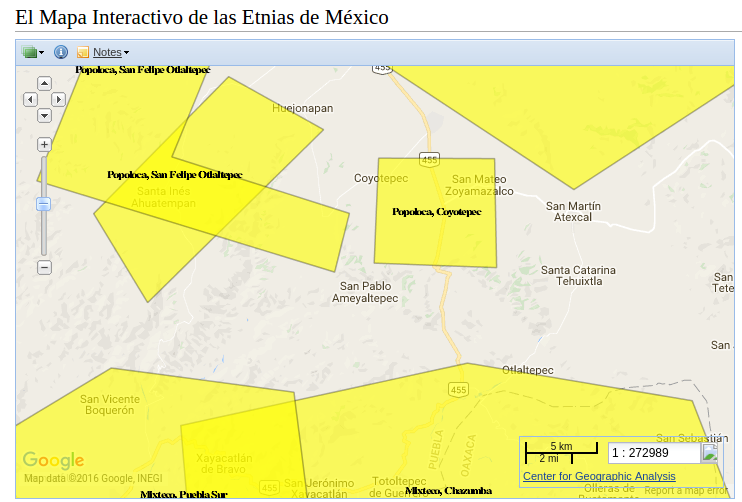 El Mapa Interactivo de las Etnias de México
Notes
Popoloca, San Felipe Otlaltepec
455
Huejonapan
455
Popoloca, San Felipe Otlaltepec
Coyotepec
San Mateo
Zoyamazalco
Santa Inés
Ahuatempan
Popoloca, Coyotepec
San Martín
Atexcal
Santa Catarina
Tehuixtla
San
Tete
San Pablo
Ameyaltepec
San
Otlaltepec
455
San Vicente
Boquerón
PUEBLA
OAXACA
San Sebastián
5 km
2 mi
1 : 272989
Xayacatlán
de Bravo
Google
Map data ©2016 Google, INEGI
Center for Geographic Analysis
455
San Jerónimo
Xayacatlán
Totoltepec
de Guerrero
Olleras de
Bustamante
Report a map error
Mixteco, Puebla Sur
Mixteco, Chazumba